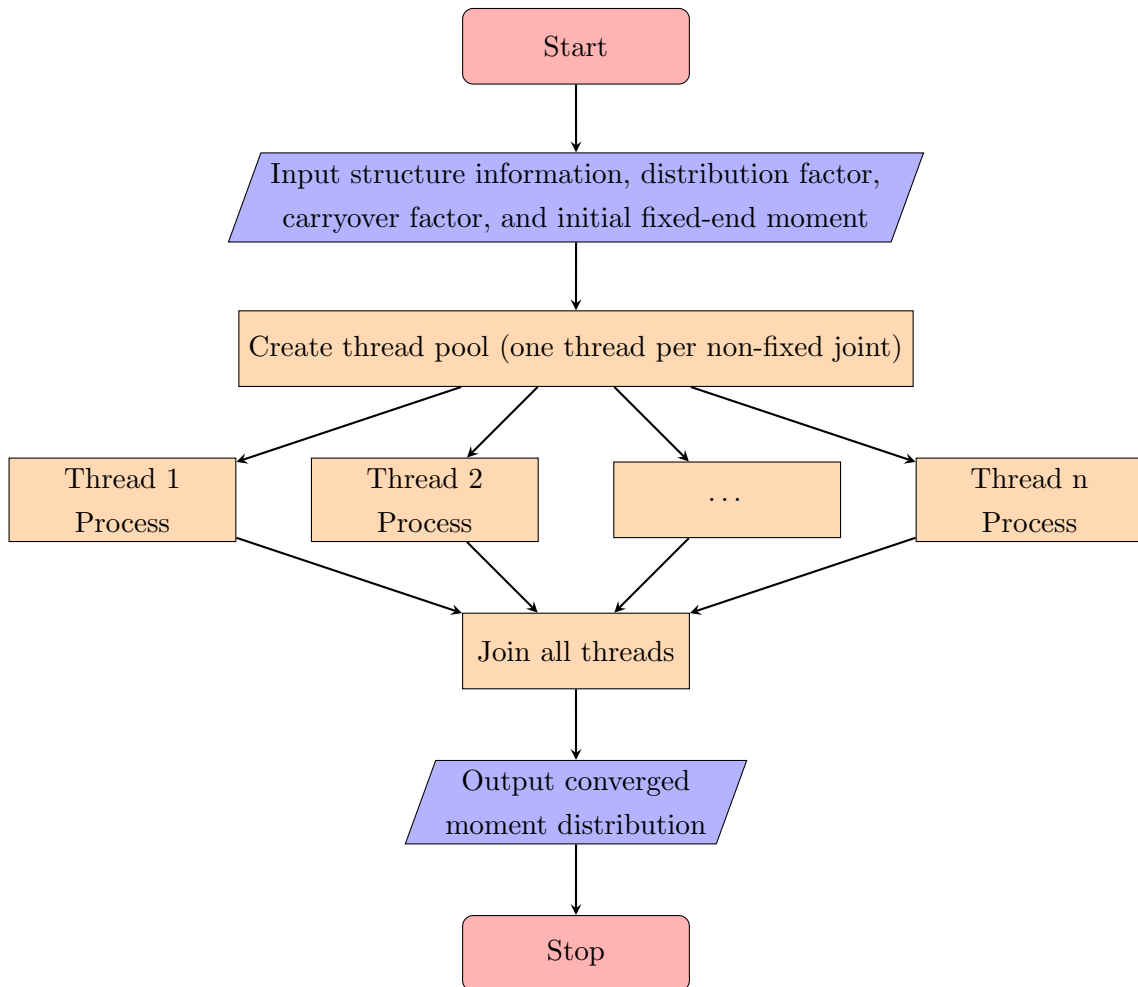 Start
Input structure information, distribution factor,
carryover factor, and initial fixed-end moment
Create thread pool (one thread per non-fixed joint)
Thread 1
Process
Thread 2
Process
...
Thread n
Process
Join all threads
Output converged
moment distribution
Stop